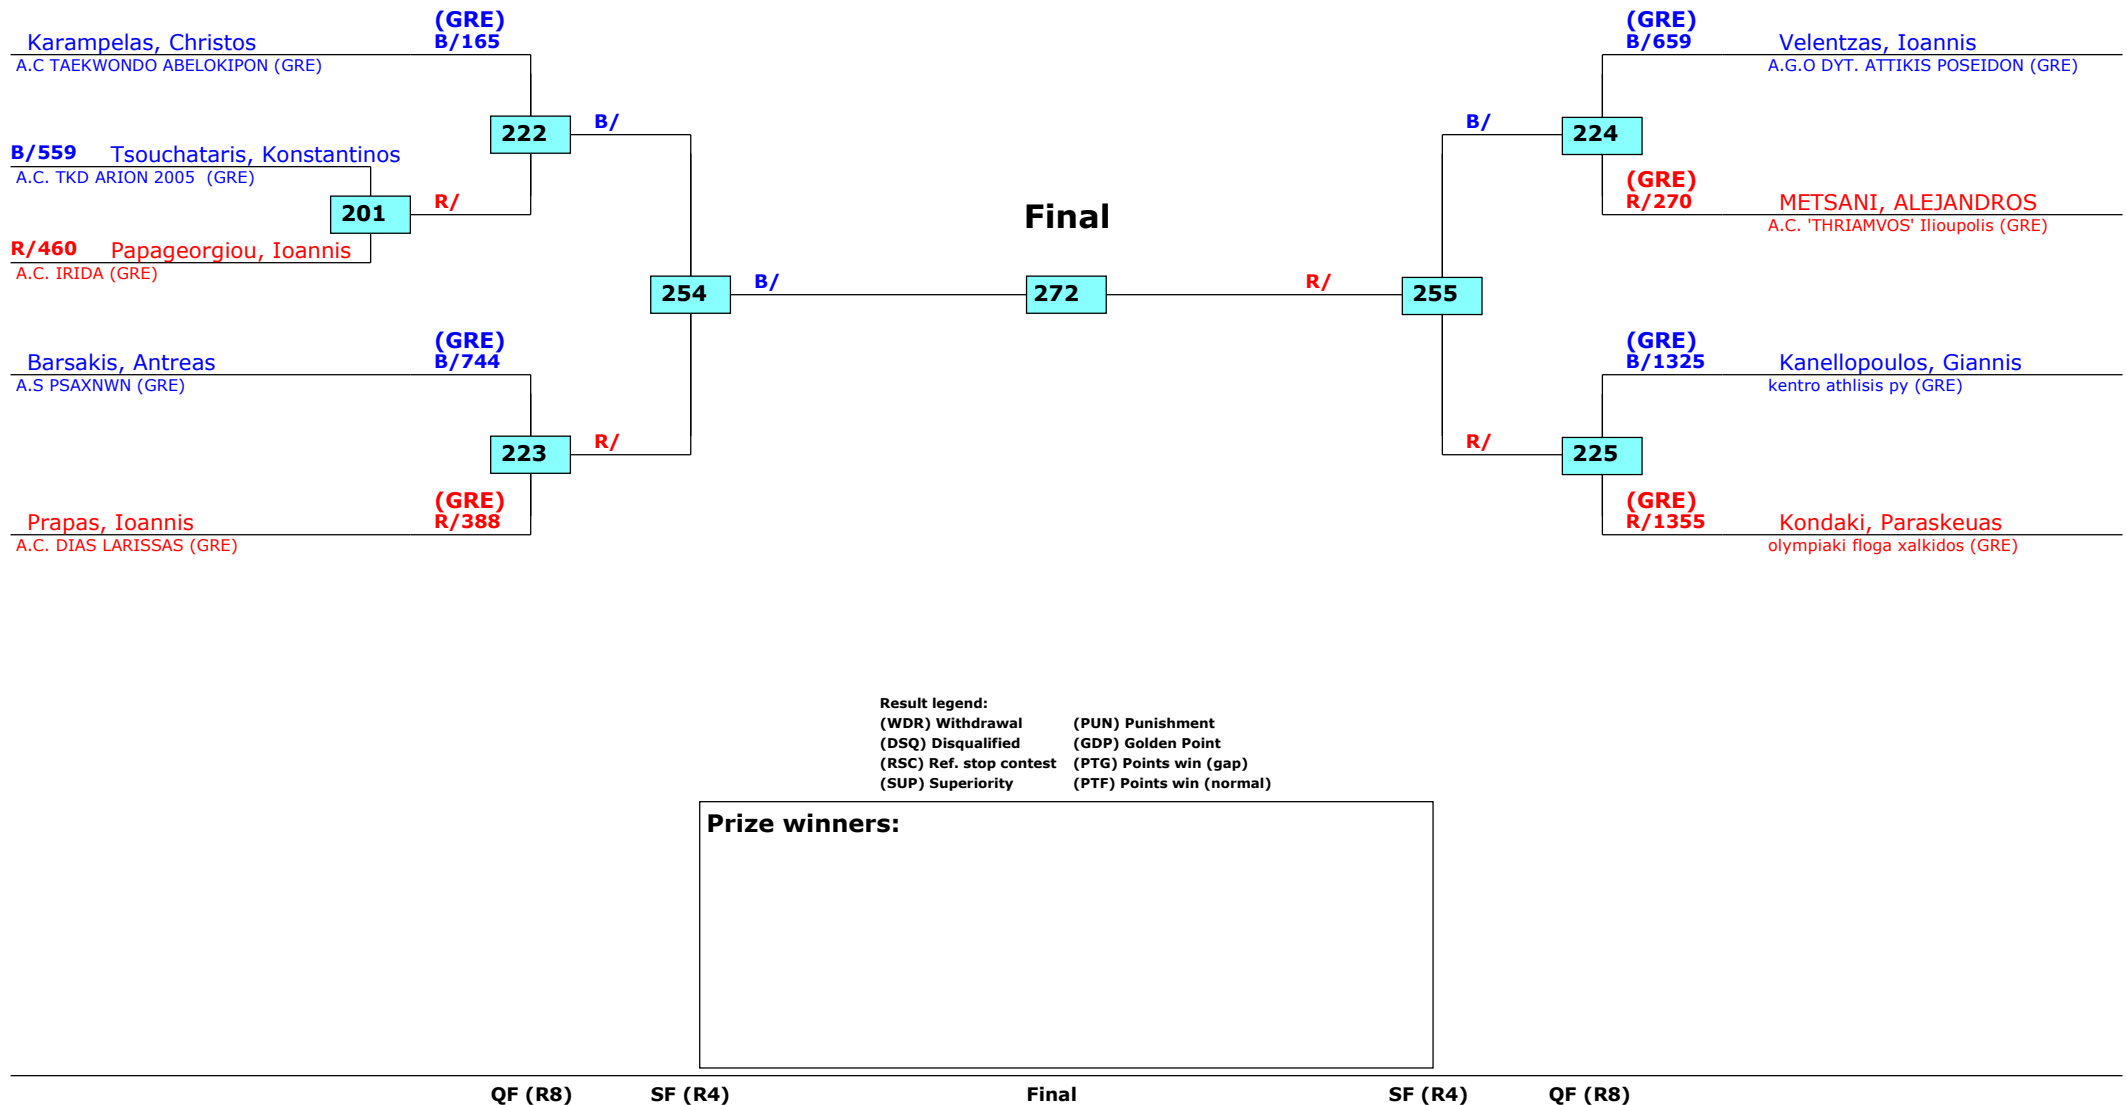 (GRE)
Karampelas, Christos B/165
A.C TAEKWONDO ABELOKIPON (GRE)
222 B/
B/559 Tsouchataris, Konstantinos
A.C. TKD ARION 2005 (GRE)
201 R/
R/460 Papageorgiou, Ioannis
A.C. IRIDA (GRE)
254 B/
(GRE)
Barsakis, Antreas B/744
A.S PSAXNWN (GRE)
223 R/
(GRE)
Prapas, Ioannis R/388
A.C. DIAS LARISSAS (GRE)
Final
272
(GRE)
B/659 Velentzas, Ioannis
A.G.O DYT. ATTIKIS POSEIDON (GRE)
B/ 224
(GRE)
R/270 METSANI, ALEJANDROS
A.C. 'THRIAMVOS' Ilioupolis (GRE)
R/ 255
(GRE)
B/1325 Kanellopoulos, Giannis
kentro athlisis py (GRE)
R/ 225
(GRE)
R/1355 Kondaki, Paraskeuas
olympiaki floga xalkidos (GRE)
Result legend:
(WDR) Withdrawal (PUN) Punishment
(DSQ) Disqualified (GDP) Golden Point
(RSC) Ref. stop contest (PTG) Points win (gap)
(SUP) Superiority (PTF) Points win (normal)
Prize winners:
QF (R8) SF (R4) Final SF (R4) QF (R8)